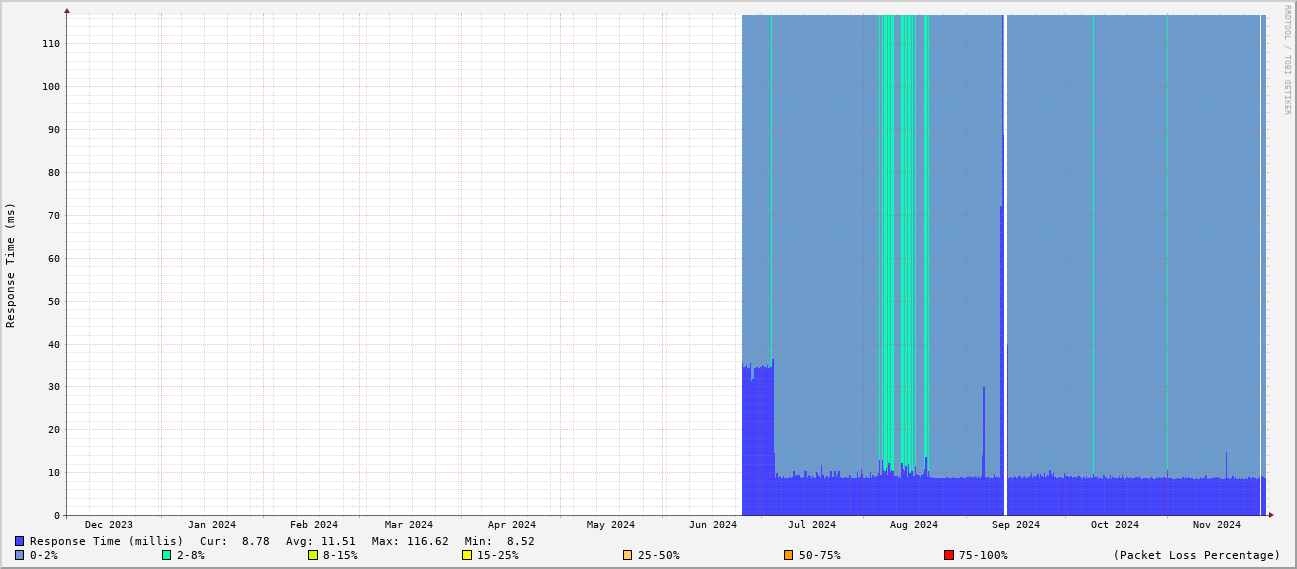 RRDTOOL / TOBI OETIKER
Response Time (ms)
110
100
90
80
70
60
50
40
30
20
10
0
Dec 2023 Jan 2024 Feb 2024 Mar 2024 Apr 2024 May 2024 Jun 2024 Jul 2024 Aug 2024 Sep 2024 Oct 2024 Nov 2024
Response Time (millis) Cur: 8.78 Avg: 11.51 Max: 116.62 Min: 8.52
0-2% 2-8% 8-15% 15-25% 25-50% 50-75% 75-100% (Packet Loss Percentage)